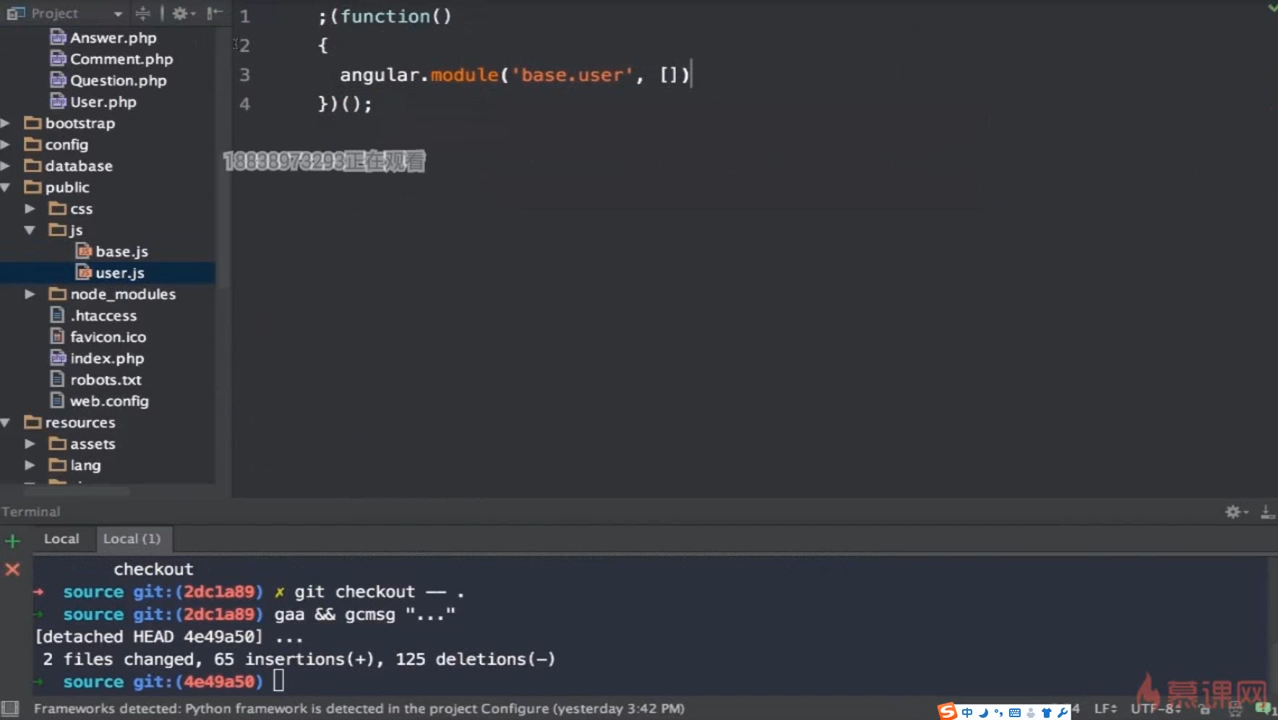 Project
Answer.php
Comment.php
Question.php
User.php
bootstrap
config
database
public
css
js
base.js
user.js
node_modules
.htaccess
favicon.ico
index.php
robots.txt
web.config
resources
assets
lang
1 ;(function()
2 {
3 angular.module('base.user', [])
4 })();
18838973293正在观看
Terminal
Local Local (1)
checkout
→ source git:(2dc1a89) ✗ git checkout -- .
→ source git:(2dc1a89) gaa && gcmsg "..."
[detached HEAD 4e49a50] ...
2 files changed, 65 insertions(+), 125 deletions(-)
→ source git:(4e49a50)
慕课网
Frameworks detected: Python framework is detected in the project Configure (yesterday 3:42 PM)
中
4 LF UTF-8